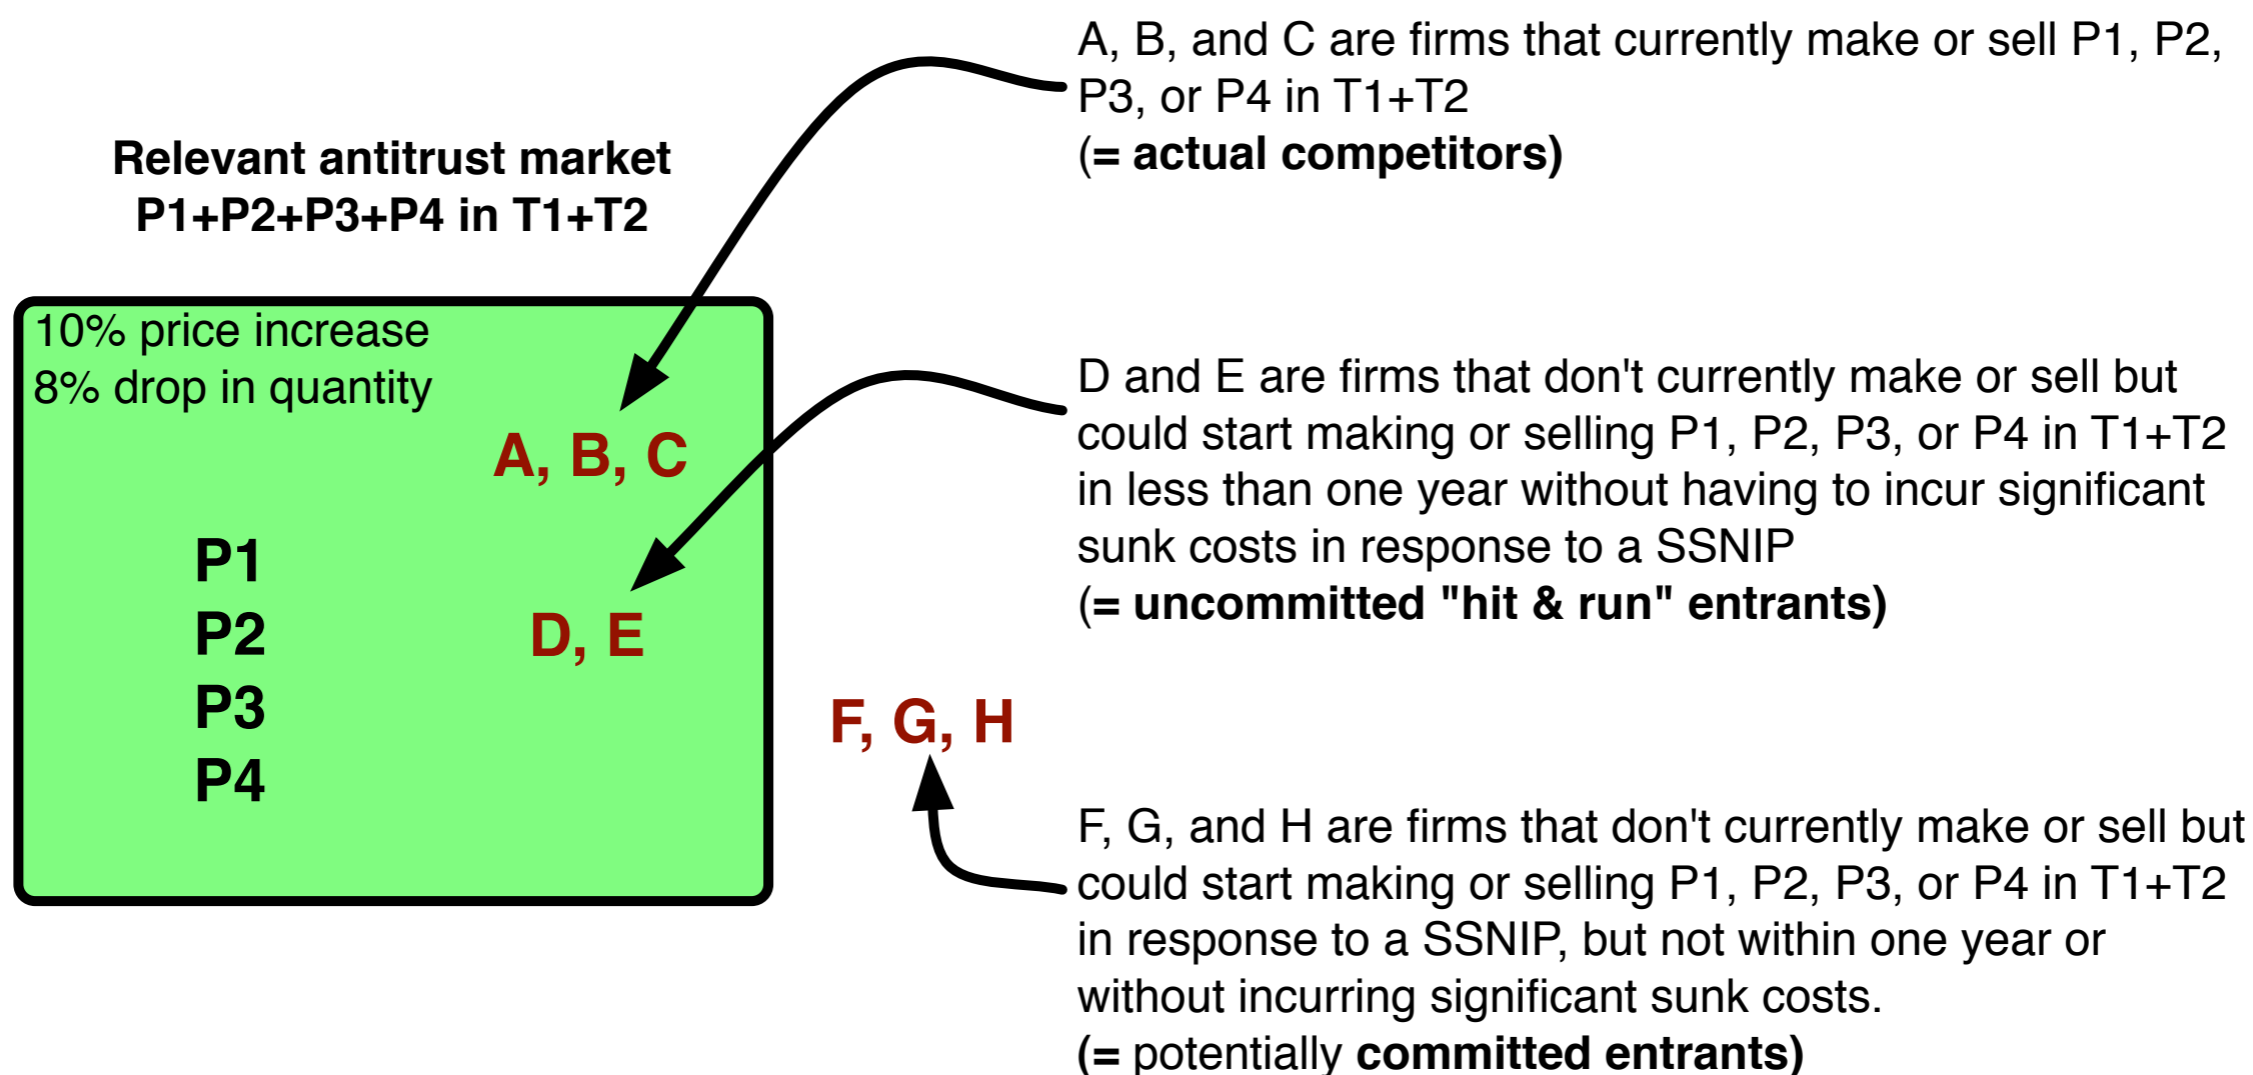 A, B, and C are firms that currently make or sell P1, P2,
P3, or P4 in T1+T2
(= actual competitors)
Relevant antitrust market
P1+P2+P3+P4 in T1+T2
10% price increase
8% drop in quantity
A, B, C
D and E are firms that don't currently make or sell but
could start making or selling P1, P2, P3, or P4 in T1+T2
in less than one year without having to incur significant
sunk costs in response to a SSNIP
(= uncommitted "hit & run" entrants)
P1
P2
P3
P4
D, E
F, G, H
F, G, and H are firms that don't currently make or sell but
could start making or selling P1, P2, P3, or P4 in T1+T2
in response to a SSNIP, but not within one year or
without incurring significant sunk costs.
(= potentially committed entrants)